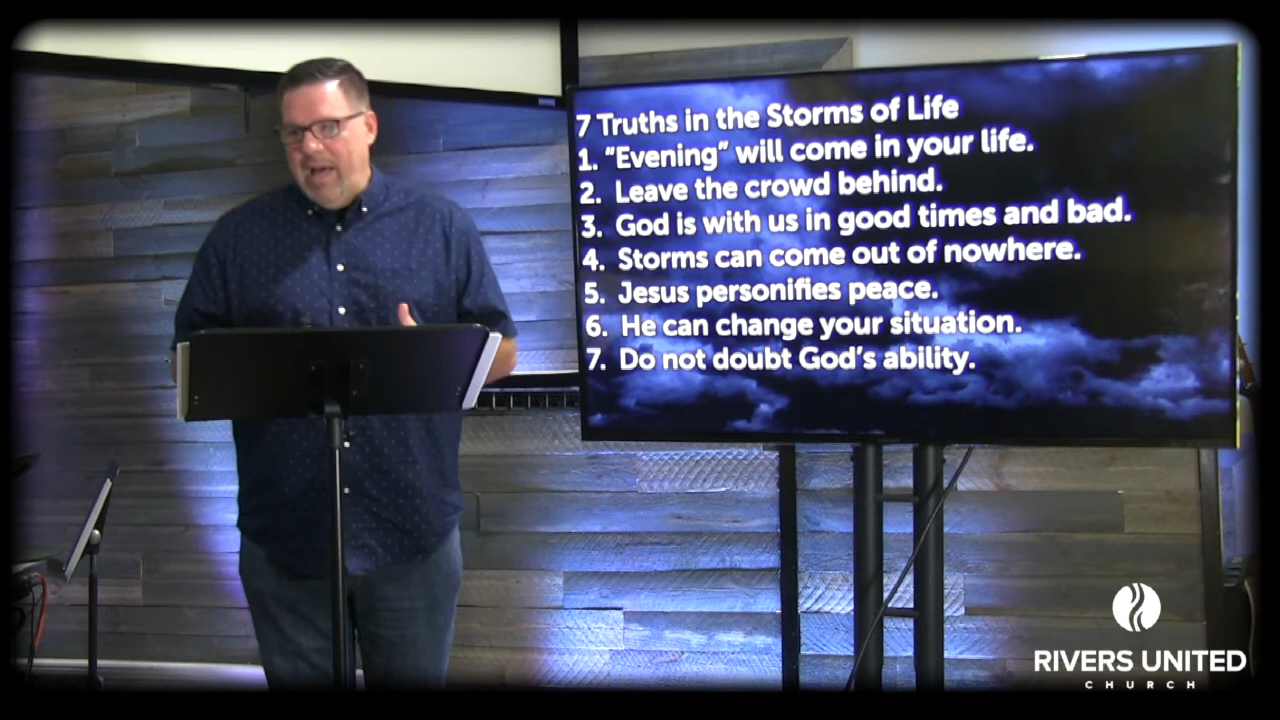 7 Truths in the Storms of Life
1. "Evening" will come in your life.
2. Leave the crowd behind.
3. God is with us in good times and bad.
4. Storms can come out of nowhere.
5. Jesus personifies peace.
6. He can change your situation.
7. Do not doubt God's ability.
RIVERS UNITED
CHURCH